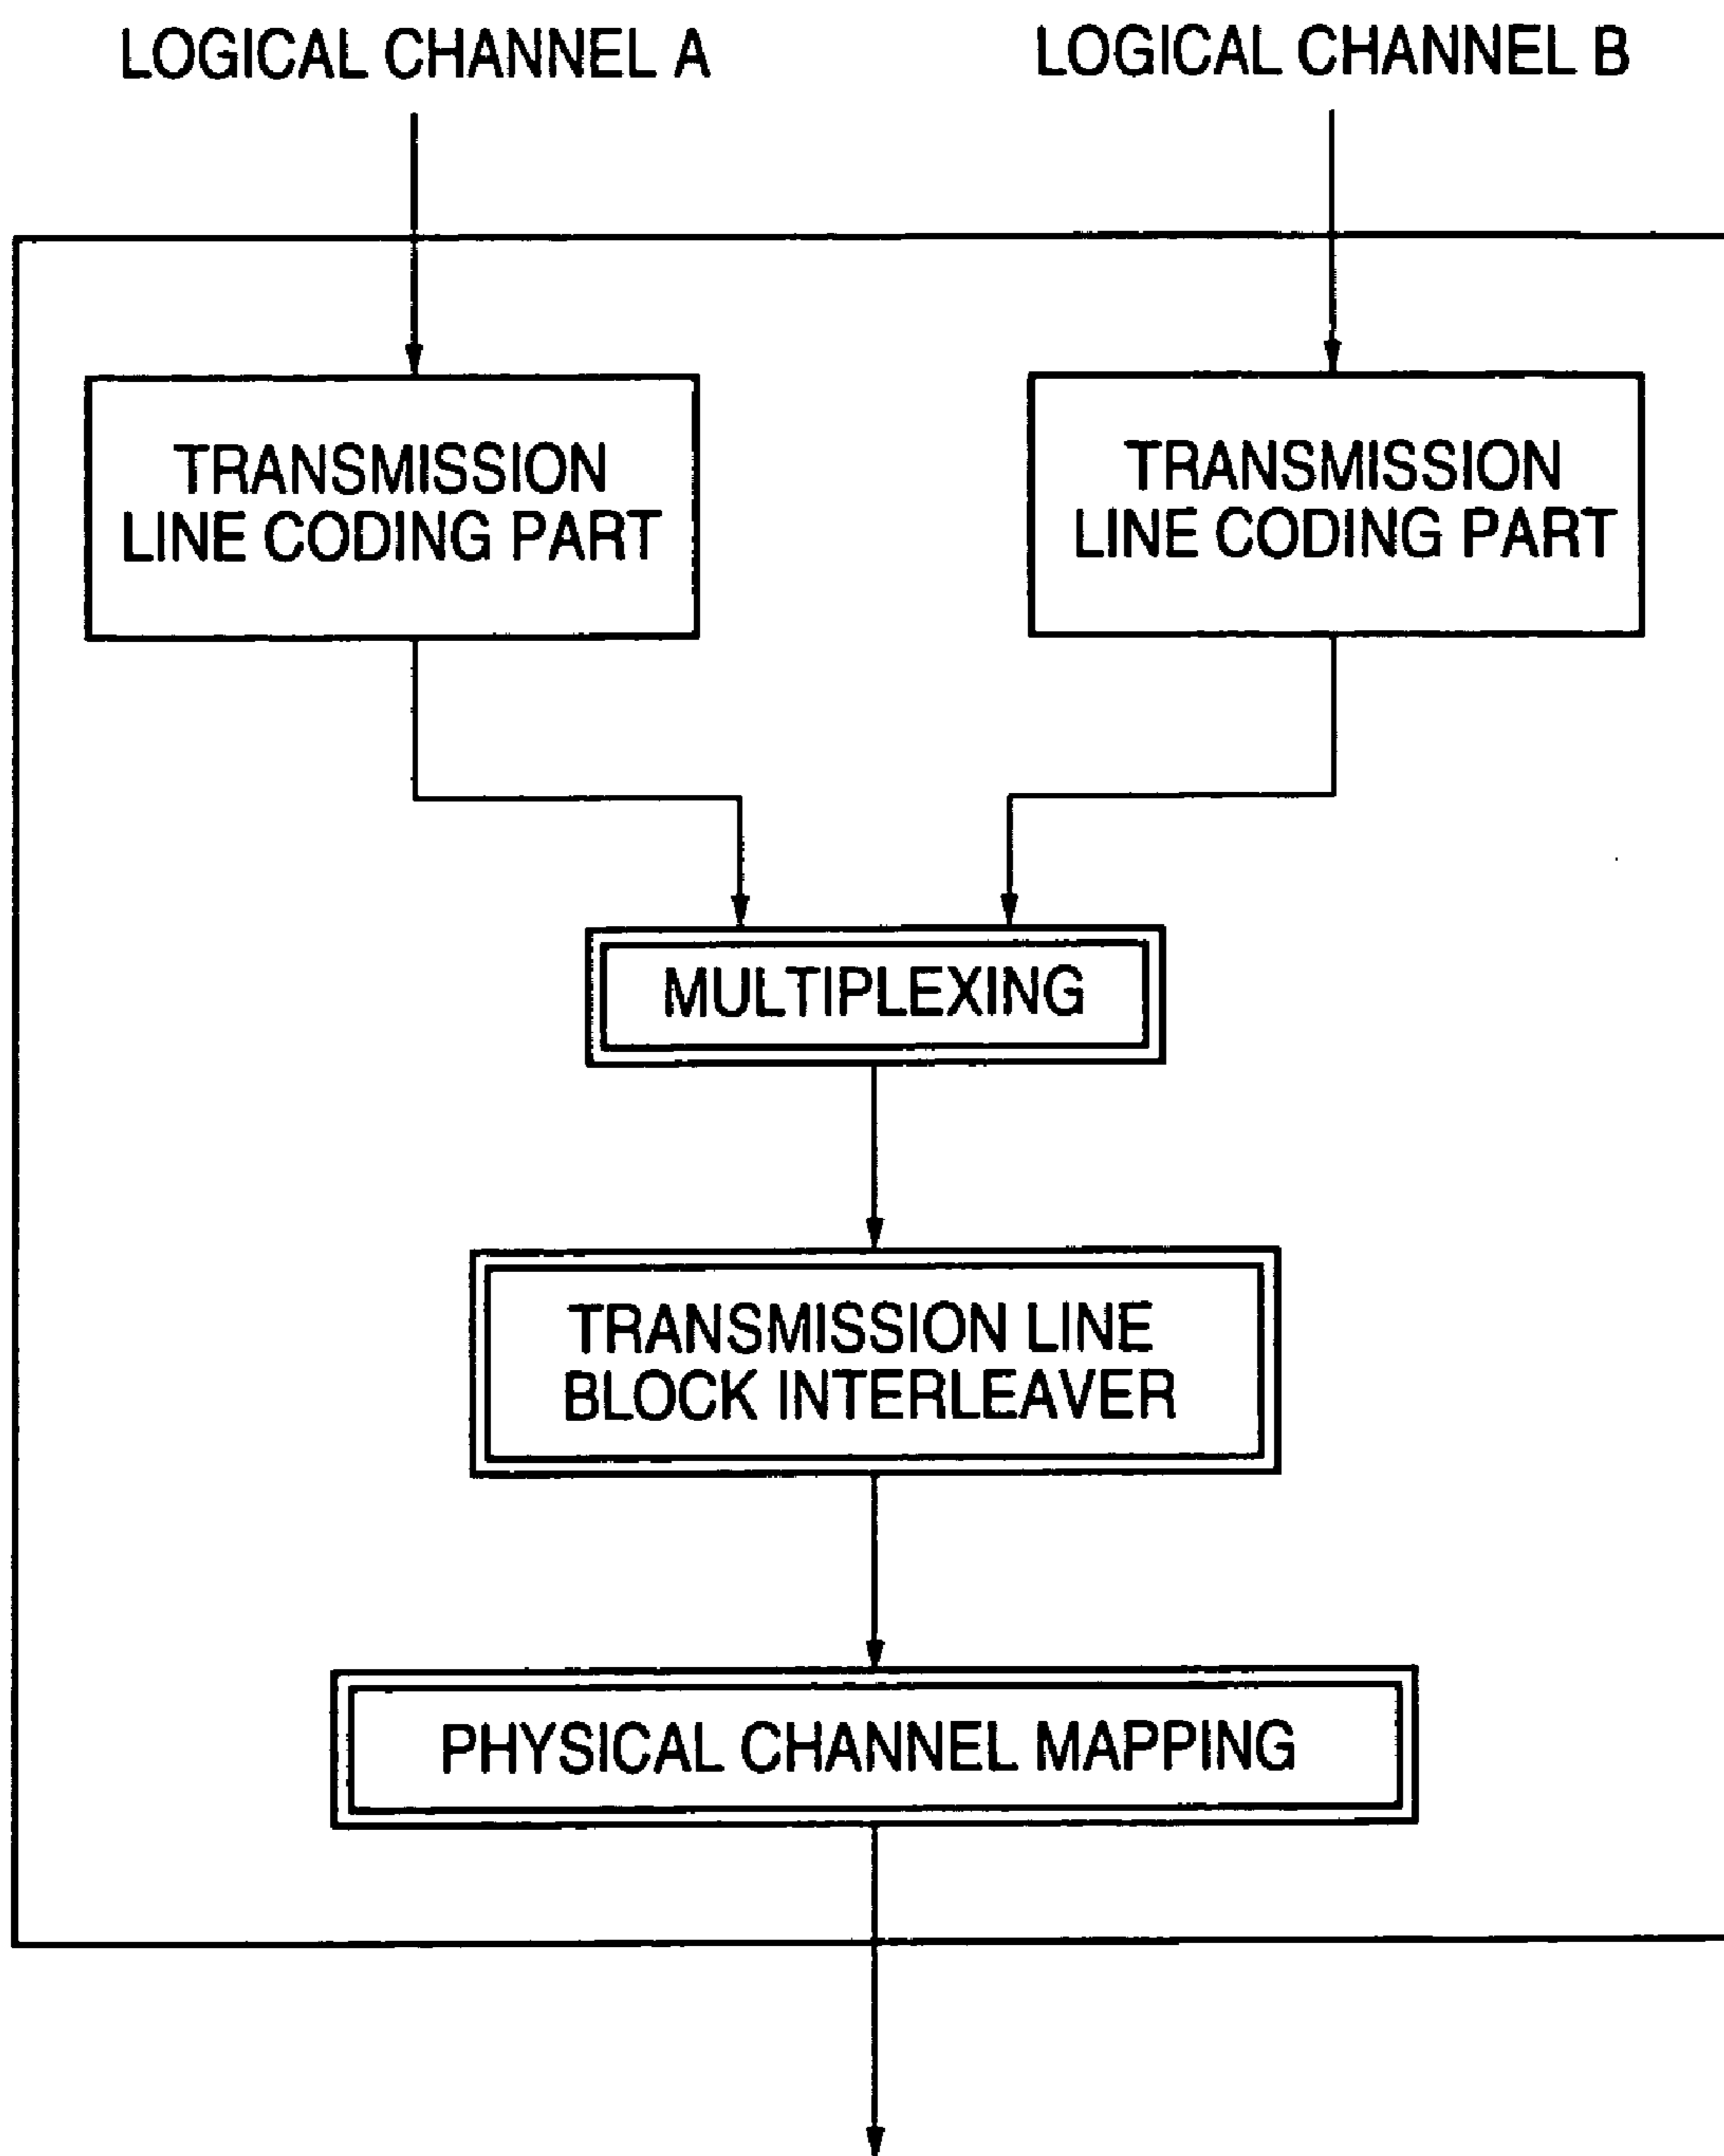 LOGICAL CHANNEL A
LOGICAL CHANNEL B
TRANSMISSION
LINE CODING PART
TRANSMISSION
LINE CODING PART
MULTIPLEXING
TRANSMISSION LINE
BLOCK INTERLEAVER
PHYSICAL CHANNEL MAPPING